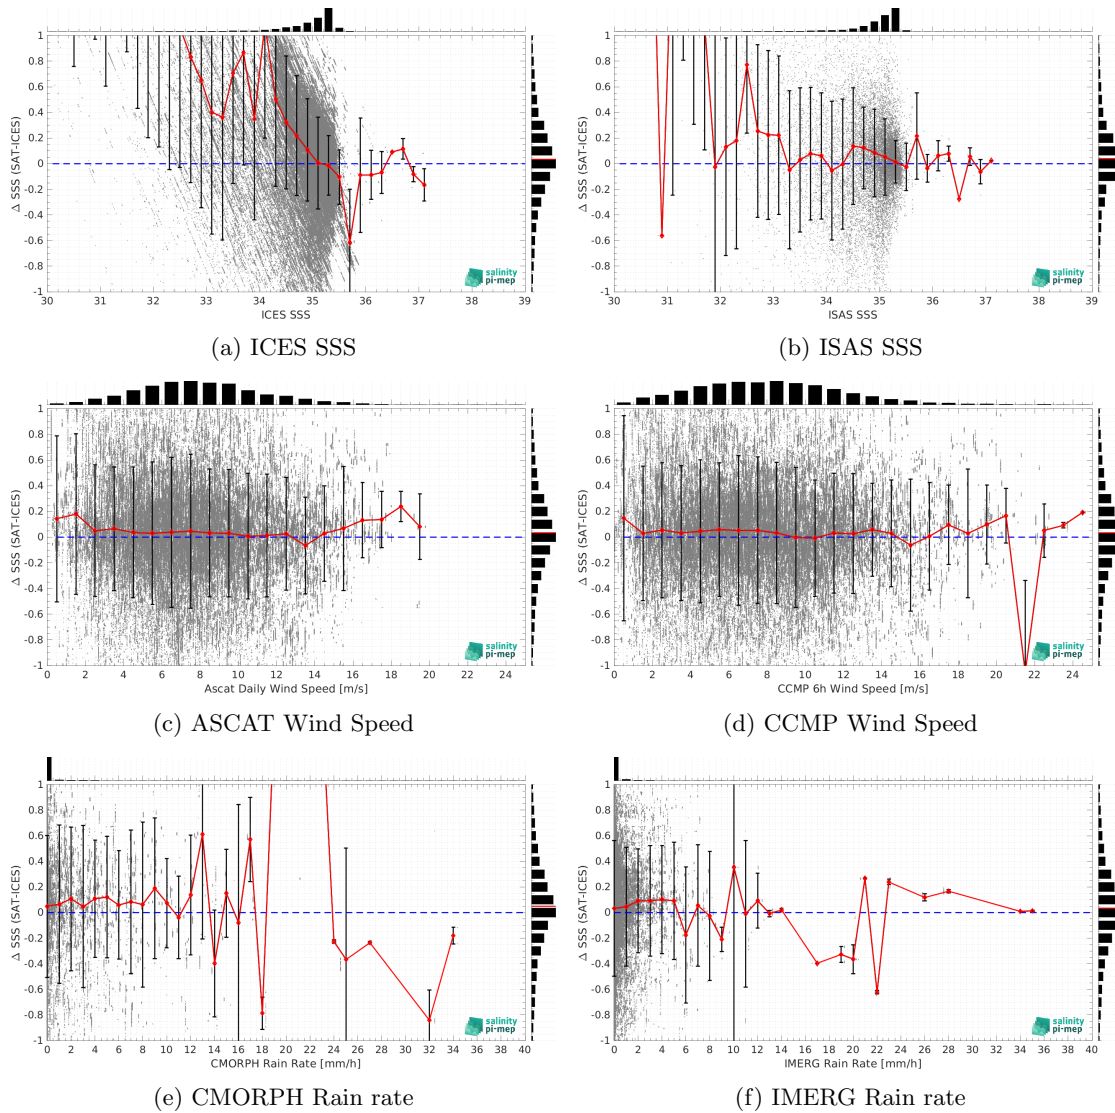 1
0.8
0.6
0.4
0.2
0
-0.2
-0.4
-0.6
-0.8
-1
Δ SSS (SAT-ICES)
30 31 32 33 34 35 36 37 38 39
ICES SSS
salinity
pi-mep
(a) ICES SSS
1
0.8
0.6
0.4
0.2
0
-0.2
-0.4
-0.6
-0.8
-1
Δ SSS (SAT-ICES)
30 31 32 33 34 35 36 37 38 39
ISAS SSS
salinity
pi-mep
(b) ISAS SSS
1
0.8
0.6
0.4
0.2
0
-0.2
-0.4
-0.6
-0.8
-1
Δ SSS (SAT-ICES)
0 2 4 6 8 10 12 14 16 18 20 22 24
Ascat Daily Wind Speed [m/s]
salinity
pi-mep
(c) ASCAT Wind Speed
1
0.8
0.6
0.4
0.2
0
-0.2
-0.4
-0.6
-0.8
-1
Δ SSS (SAT-ICES)
0 2 4 6 8 10 12 14 16 18 20 22 24
CCMP 6h Wind Speed [m/s]
salinity
pi-mep
(d) CCMP Wind Speed
1
0.8
0.6
0.4
0.2
0
-0.2
-0.4
-0.6
-0.8
-1
Δ SSS (SAT-ICES)
0 2 4 6 8 10 12 14 16 18 20 22 24 26 28 30 32 34 36 38 40
CMORPH Rain Rate [mm/h]
salinity
pi-mep
(e) CMORPH Rain rate
1
0.8
0.6
0.4
0.2
0
-0.2
-0.4
-0.6
-0.8
-1
Δ SSS (SAT-ICES)
0 2 4 6 8 10 12 14 16 18 20 22 24 26 28 30 32 34 36 38 40
IMERG Rain Rate [mm/h]
salinity
pi-mep
(f) IMERG Rain rate